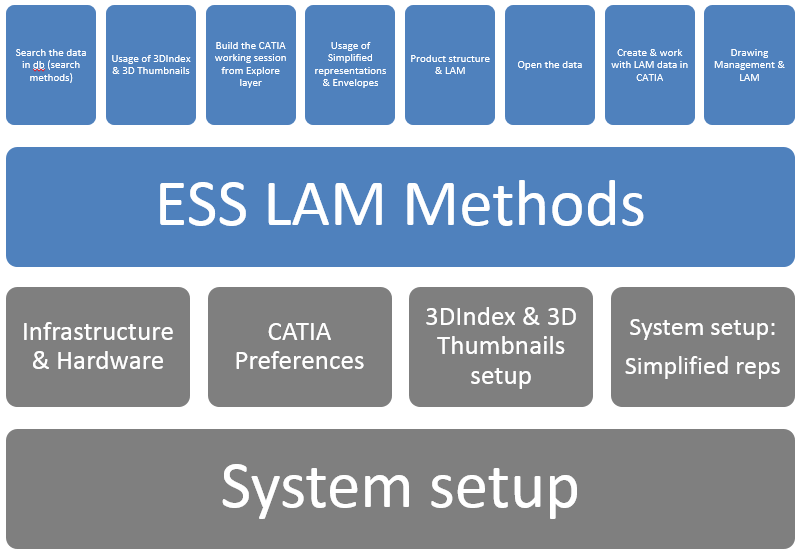 Search the data
in db (search
methods)
Usage of 3DIndex
& 3D Thumbnails
Build the CATIA
working session
from Explore
layer
Usage of
Simplified
representations
& Envelopes
Product structure
& LAM
Open the data
Create & work
with LAM data in
CATIA
Drawing
Management &
LAM
ESS LAM Methods
Infrastructure
& Hardware
CATIA
Preferences
3DIndex & 3D
Thumbnails
setup
System setup:
Simplified reps
System setup